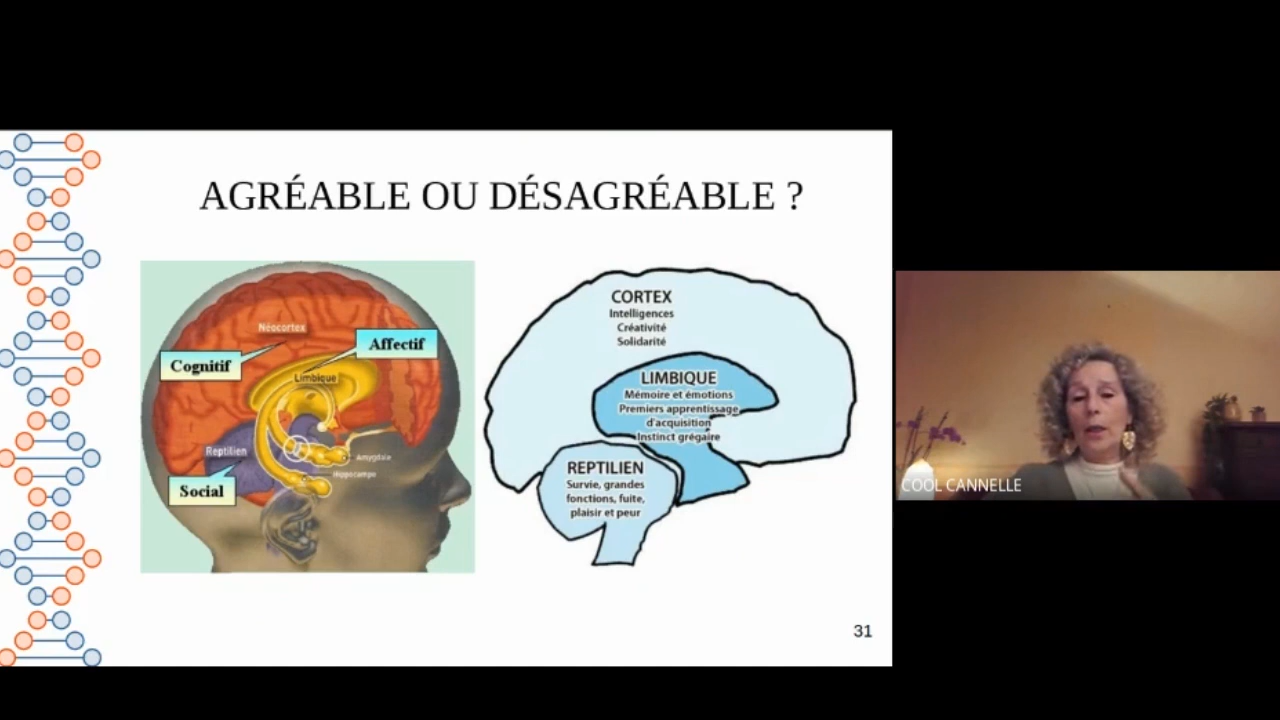 AGRÉABLE OU DÉSAGRÉABLE ?
Néocortex
Affectif
Cognitif
Limbique
Reptilien
Amygdale
Hippocampe
Social
CORTEX
Intelligences
Créativité
Solidarité
LIMBIQUE
Mémoire et émotions
Premiers apprentissage
d'acquisition
Instinct grégaire
REPTILIEN
Survie, grandes
fonctions, fuite,
plaisir et peur
31
COOL CANNELLE